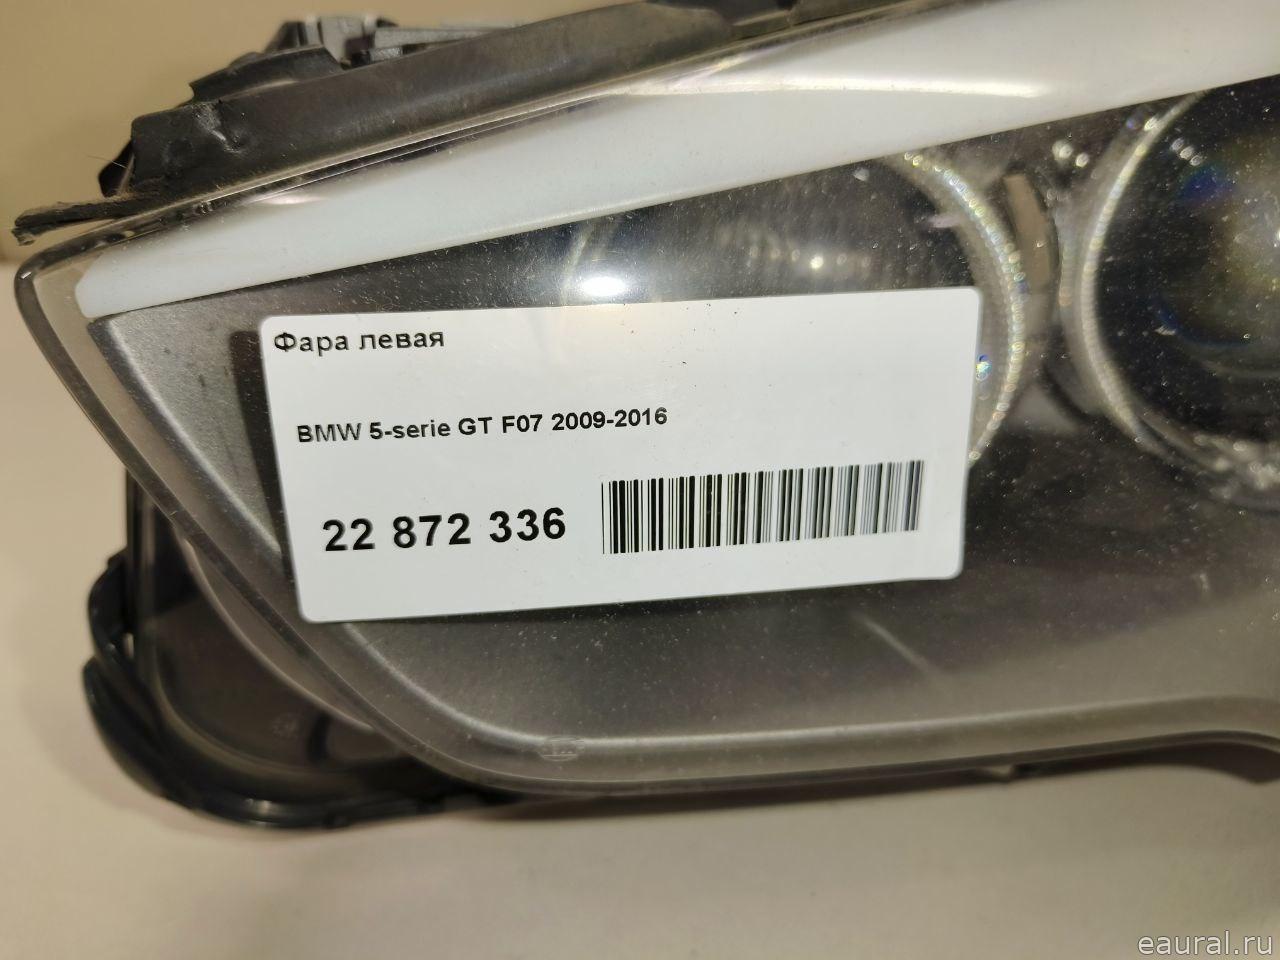 Фара левая
BMW 5-serie GT F07 2009-2016
22 872 336
eaural.ru